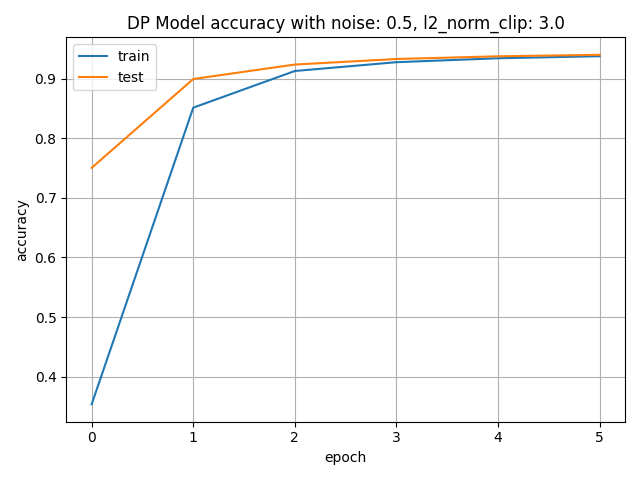 DP Model accuracy with noise: 0.5, l2_norm_clip: 3.0
train
test
0.9
0.8
0.7
0.6
0.5
0.4
accuracy
0 1 2 3 4 5
epoch